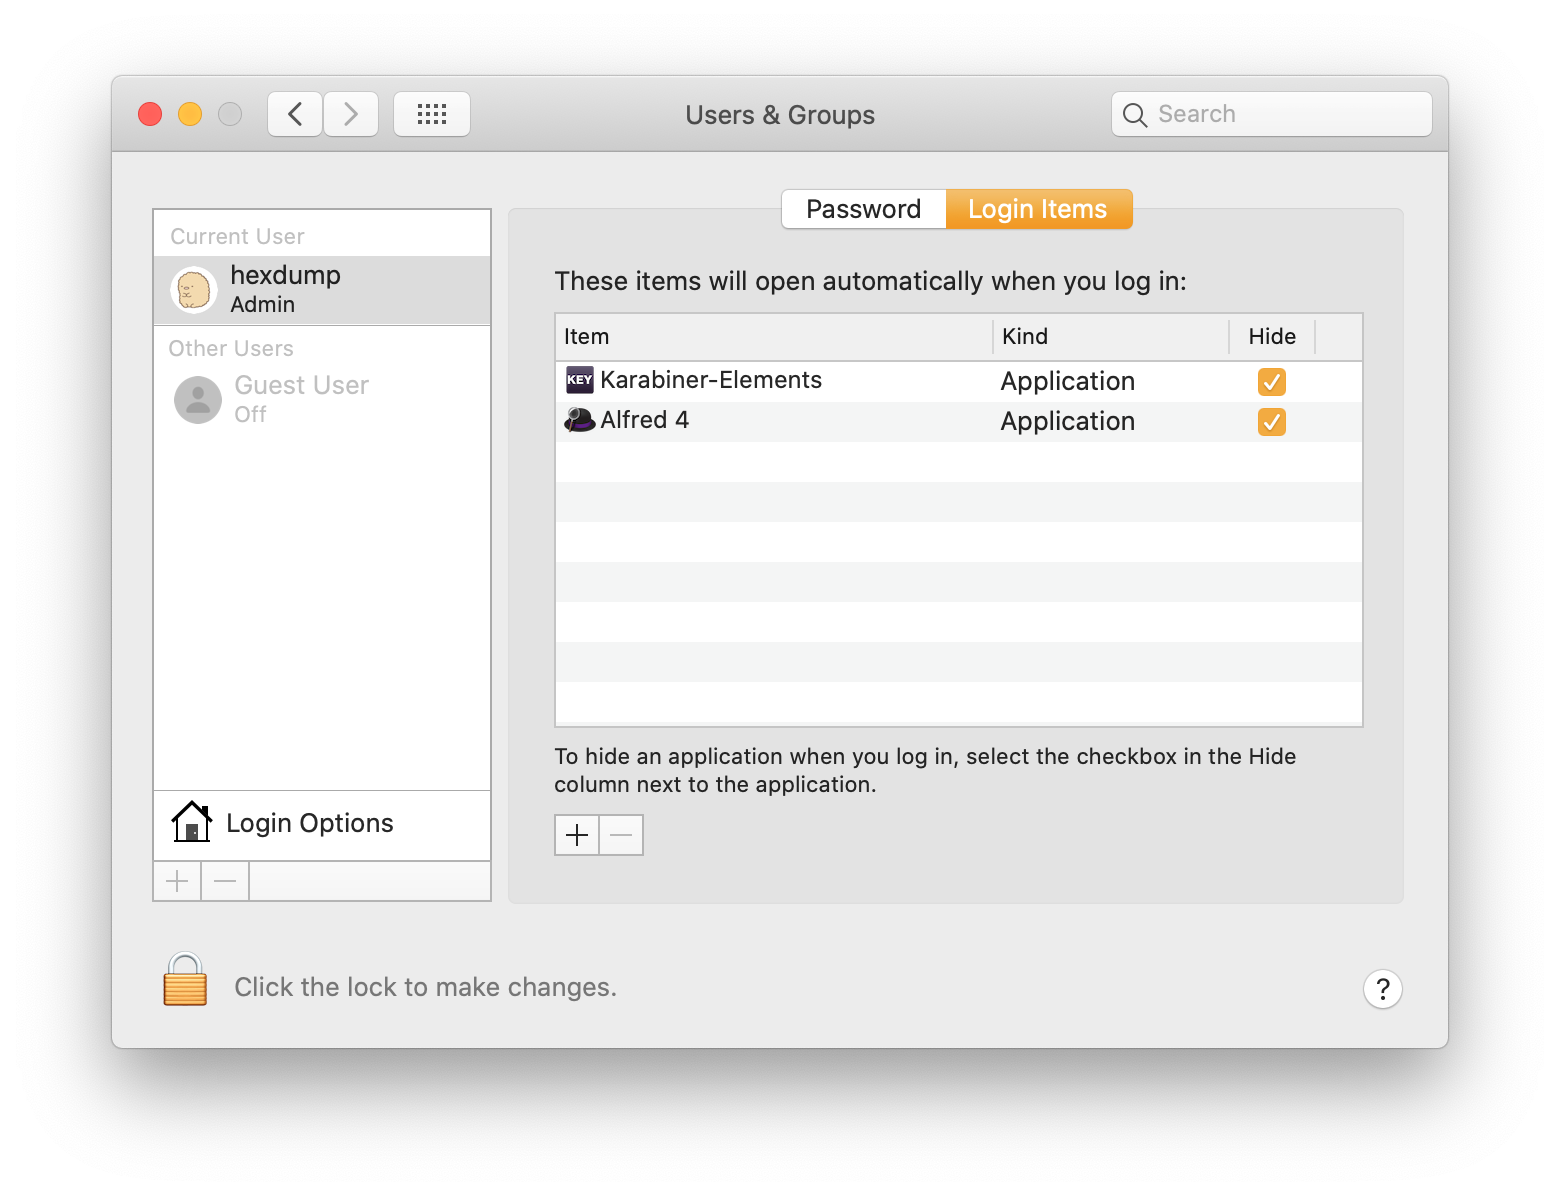 Users & Groups
Search
Password
Login Items
Current User
hexdump
Admin
Other Users
Guest User
Off
Login Options
These items will open automatically when you log in:
Item Kind Hide
KEY Karabiner-Elements Application
Alfred 4 Application
To hide an application when you log in, select the checkbox in the Hide
column next to the application.
Click the lock to make changes.
?